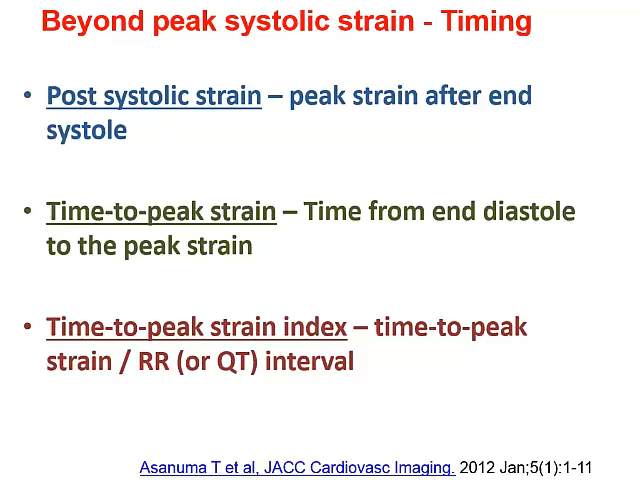 Beyond peak systolic strain - Timing
• Post systolic strain – peak strain after end
systole
• Time-to-peak strain – Time from end diastole
to the peak strain
• Time-to-peak strain index – time-to-peak
strain / RR (or QT) interval
Asanuma T et al, JACC Cardiovasc Imaging. 2012 Jan;5(1):1-11